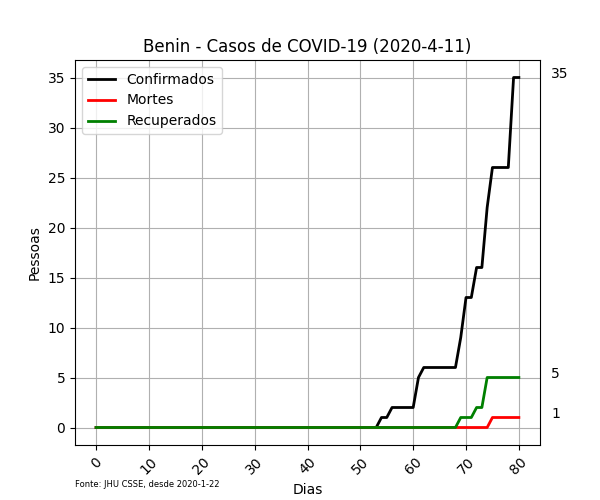 Benin - Casos de COVID-19 (2020-4-11)
Confirmados
Mortes
Recuperados
Pessoas
35
30
25
20
15
10
5
0
35
5
1
0
10
20
30
40
50
60
70
80
Dias
Fonte: JHU CSSE, desde 2020-1-22